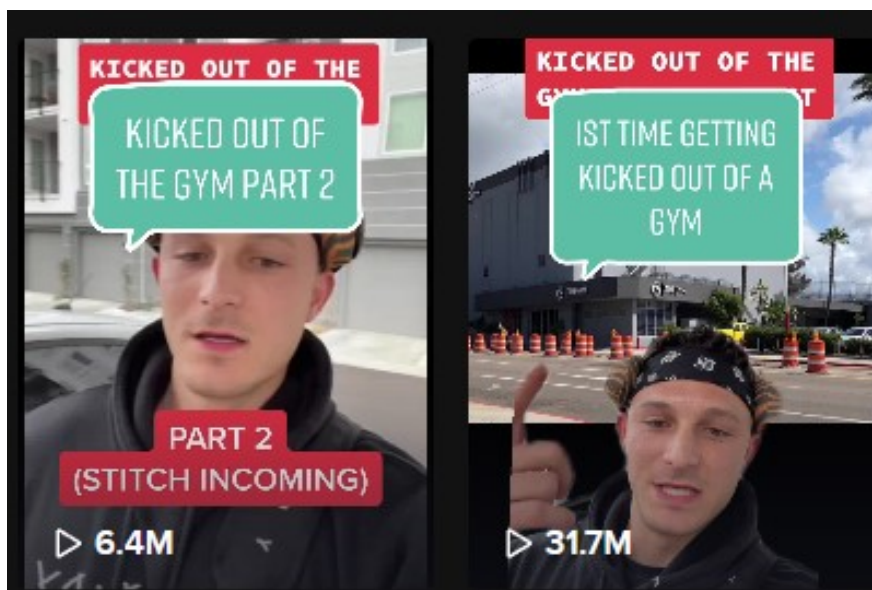 KICKED OUT OF THE
KICKED OUT OF
THE GYM PART 2
PART 2
(STITCH INCOMING)
6.4M
KICKED OUT OF THE
IST TIME GETTING
KICKED OUT OF A
GYM
31.7M